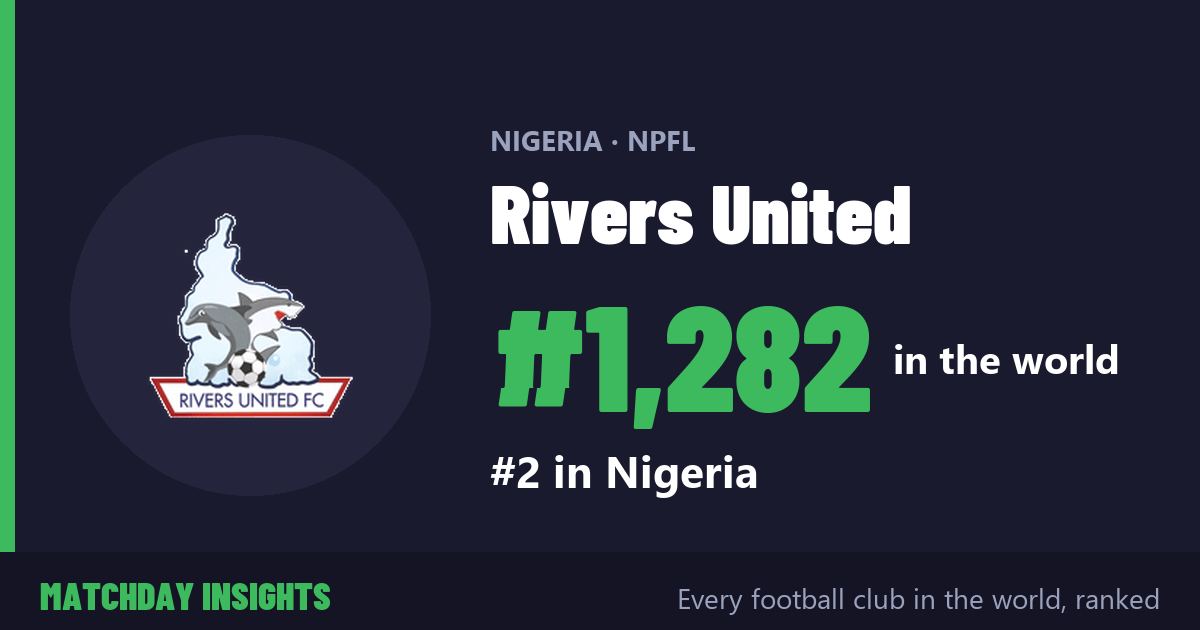 NIGERIA · NPFL
Rivers United
#1,282 in the world
#2 in Nigeria
RIVERS UNITED FC
MATCHDAY INSIGHTS
Every football club in the world, ranked